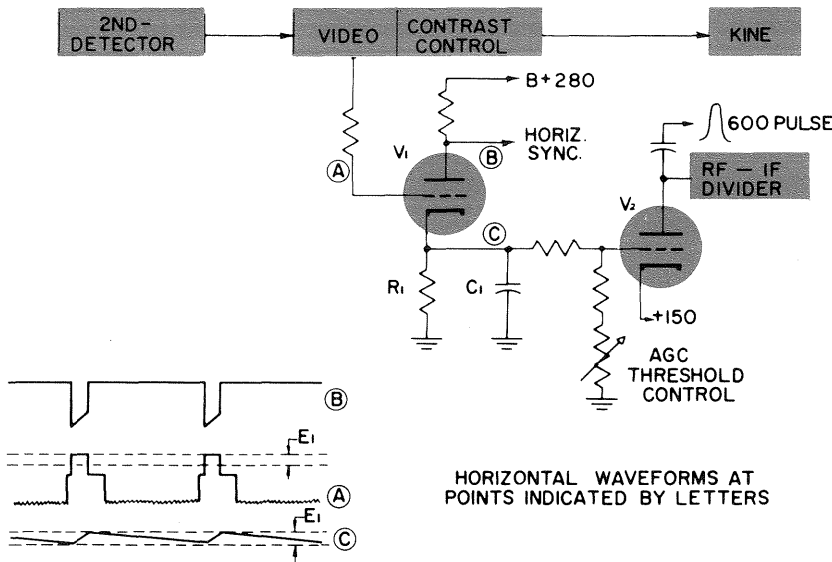 2ND-
DETECTOR
VIDEO
CONTRAST
CONTROL
KINE
B+280
HORIZ.
SYNC.
A
V1
B
600 PULSE
RF – IF
DIVIDER
V2
C
R1
C1
+150
AGC
THRESHOLD
CONTROL
B
E1
A
E1
C
HORIZONTAL WAVEFORMS AT
POINTS INDICATED BY LETTERS